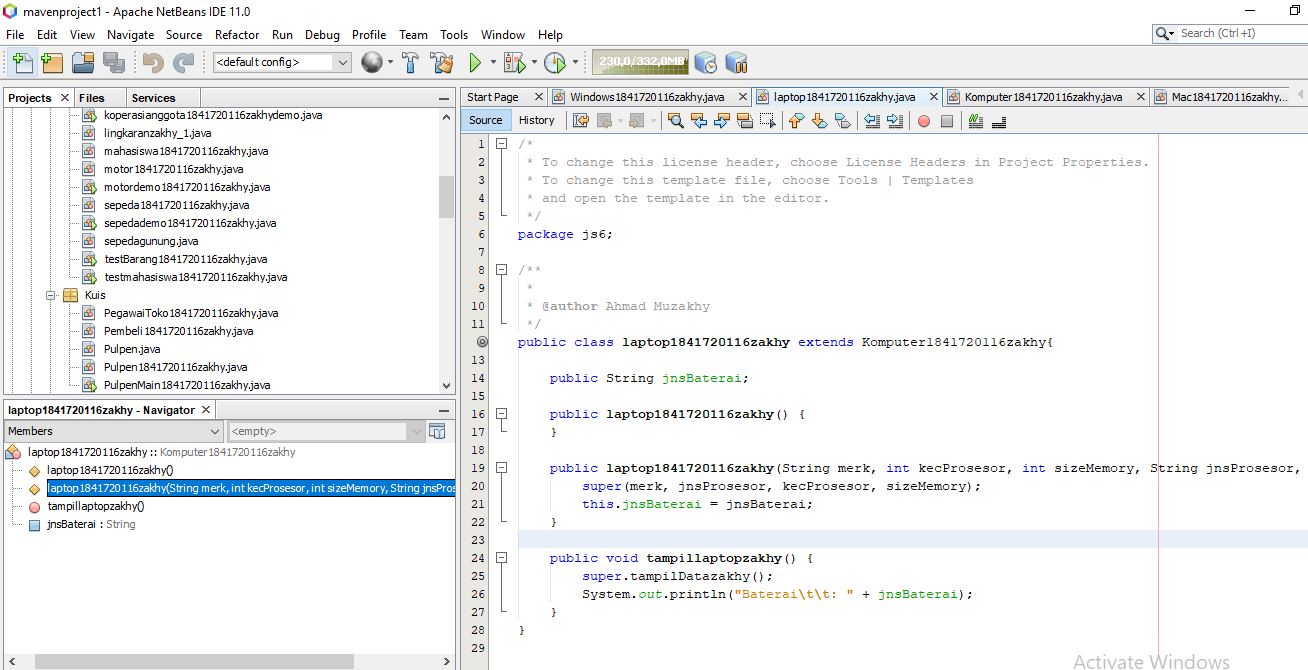 mavenproject1 - Apache NetBeans IDE 11.0
File Edit View Navigate Source Refactor Run Debug Profile Team Tools Window Help
Search (Ctrl+I)
<default config>
230,0/332,0MB
Projects Files Services
koperasianggota1841720116zakhydemo.java
lingkaranzakhy_1.java
mahasiswa1841720116zakhy.java
motor1841720116zakhy.java
motordemo1841720116zakhy.java
sepeda1841720116zakhy.java
sepedademo1841720116zakhy.java
sepedagunung.java
testBarang1841720116zakhy.java
testmahasiswa1841720116zakhy.java
Kuis
PegawaiToko1841720116zakhy.java
Pembeli1841720116zakhy.java
Pulpen.java
Pulpen1841720116zakhy.java
PulpenMain1841720116zakhy.java
laptop1841720116zakhy - Navigator
Members
<empty>
laptop1841720116zakhy :: Komputer1841720116zakhy
laptop1841720116zakhy()
laptop1841720116zakhy(String merk, int kecProsesor, int sizeMemory, String jnsPros
tampillaptopzakhy()
jnsBaterai : String
Start Page Windows1841720116zakhy.java laptop1841720116zakhy.java Komputer1841720116zakhy.java Mac1841720116zakhy...
Source History
1 /*
2 * To change this license header, choose License Headers in Project Properties.
3 * To change this template file, choose Tools | Templates
4 * and open the template in the editor.
5 */
6 package js6;
7
8 /**
9 *
10 * @author Ahmad Muzakhy
11 */
public class laptop1841720116zakhy extends Komputer1841720116zakhy{
13
14 public String jnsBaterai;
15
16 public laptop1841720116zakhy() {
17 }
18
19 public laptop1841720116zakhy(String merk, int kecProsesor, int sizeMemory, String jnsProsesor,
20 super(merk, jnsProsesor, kecProsesor, sizeMemory);
21 this.jnsBaterai = jnsBaterai;
22 }
23
24 public void tampillaptopzakhy() {
25 super.tampilDatazakhy();
26 System.out.println("Baterai\t\t: " + jnsBaterai);
27 }
28 }
29
Activate Windows